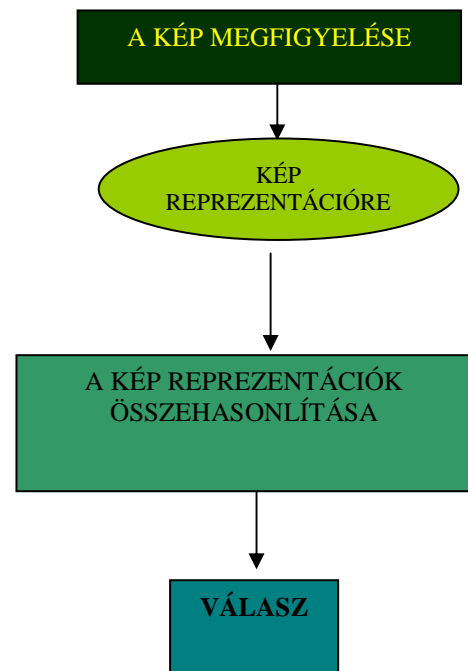 A KÉP MEGFIGYELÉSE
KÉP
REPREZENTÁCIÓRE
A KÉP REPREZENTÁCIÓK
ÖSSZEHASONLÍTÁSA
VÁLASZ